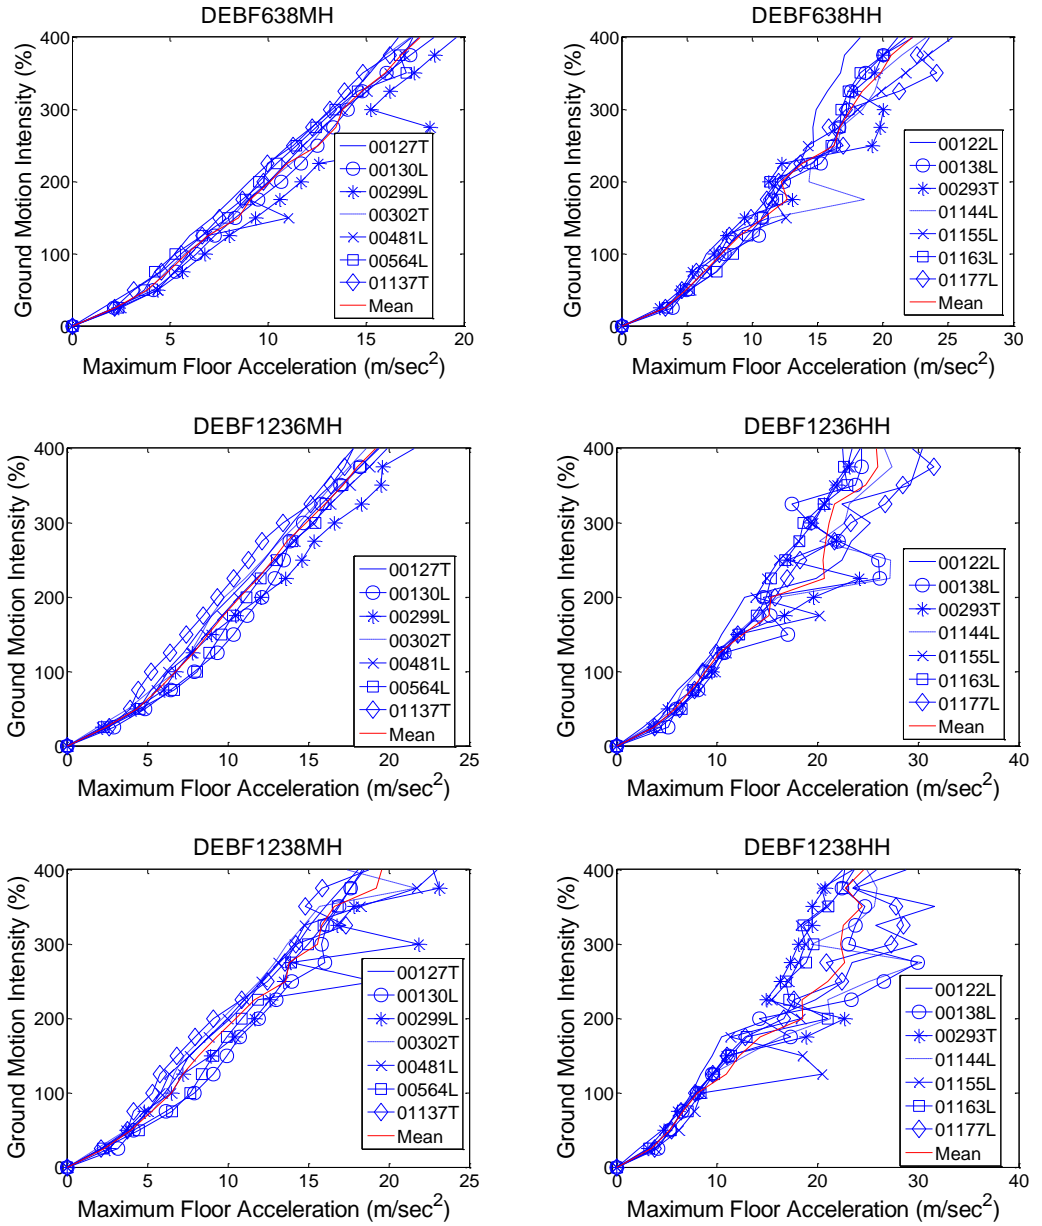 DEBF638MH
Ground Motion Intensity (%)
400
300
200
100
0
0 5 10 15 20
Maximum Floor Acceleration (m/sec²)
00127T
00130L
00299L
00302T
00481L
00564L
01137T
Mean
DEBF638HH
Ground Motion Intensity (%)
400
300
200
100
0
0 5 10 15 20 25 30
Maximum Floor Acceleration (m/sec²)
00122L
00138L
00293T
01144L
01155L
01163L
01177L
Mean
DEBF1236MH
Ground Motion Intensity (%)
400
300
200
100
0
0 5 10 15 20 25
Maximum Floor Acceleration (m/sec²)
00127T
00130L
00299L
00302T
00481L
00564L
01137T
Mean
DEBF1236HH
Ground Motion Intensity (%)
400
300
200
100
0
0 10 20 30 40
Maximum Floor Acceleration (m/sec²)
00122L
00138L
00293T
01144L
01155L
01163L
01177L
Mean
DEBF1238MH
Ground Motion Intensity (%)
400
300
200
100
0
0 5 10 15 20 25
Maximum Floor Acceleration (m/sec²)
00127T
00130L
00299L
00302T
00481L
00564L
01137T
Mean
DEBF1238HH
Ground Motion Intensity (%)
400
300
200
100
0
0 10 20 30 40
Maximum Floor Acceleration (m/sec²)
00122L
00138L
00293T
01144L
01155L
01163L
01177L
Mean